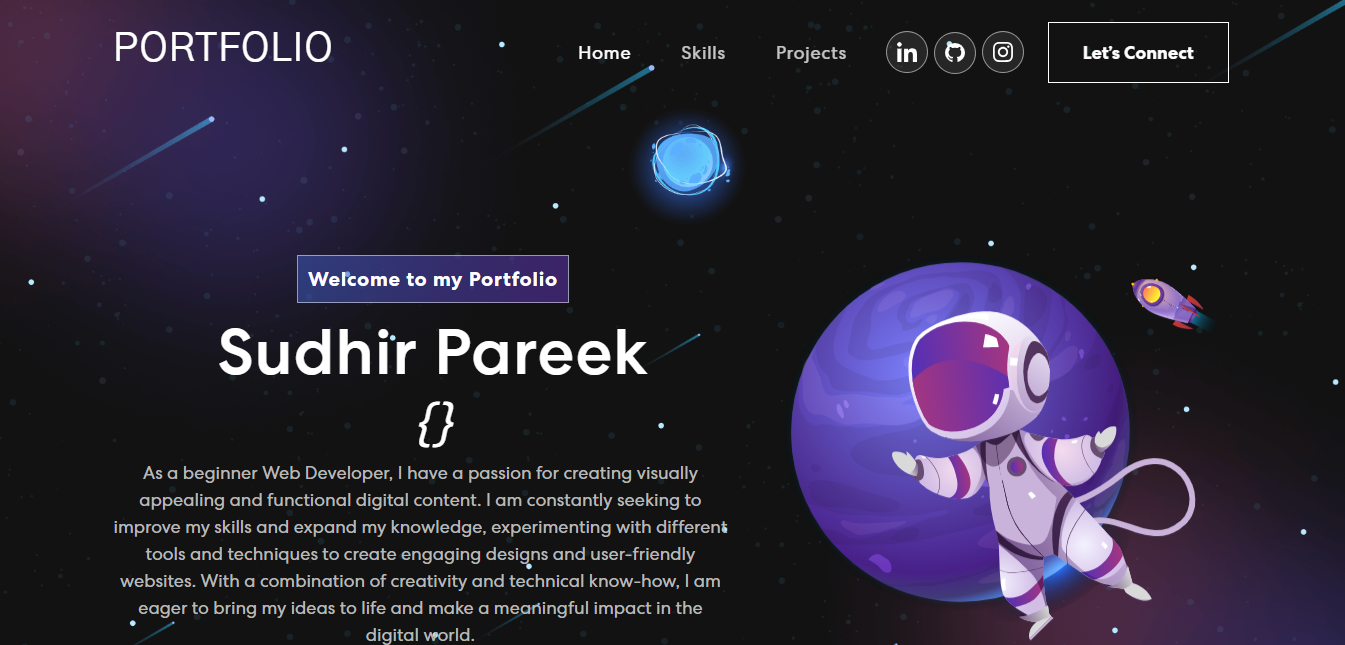 PORTFOLIO
Home Skills Projects in Let's Connect
Welcome to my Portfolio
Sudhir Pareek
{}
As a beginner Web Developer, I have a passion for creating visually
appealing and functional digital content. I am constantly seeking to
improve my skills and expand my knowledge, experimenting with different
tools and techniques to create engaging designs and user-friendly
websites. With a combination of creativity and technical know-how, I am
eager to bring my ideas to life and make a meaningful impact in the
digital world.